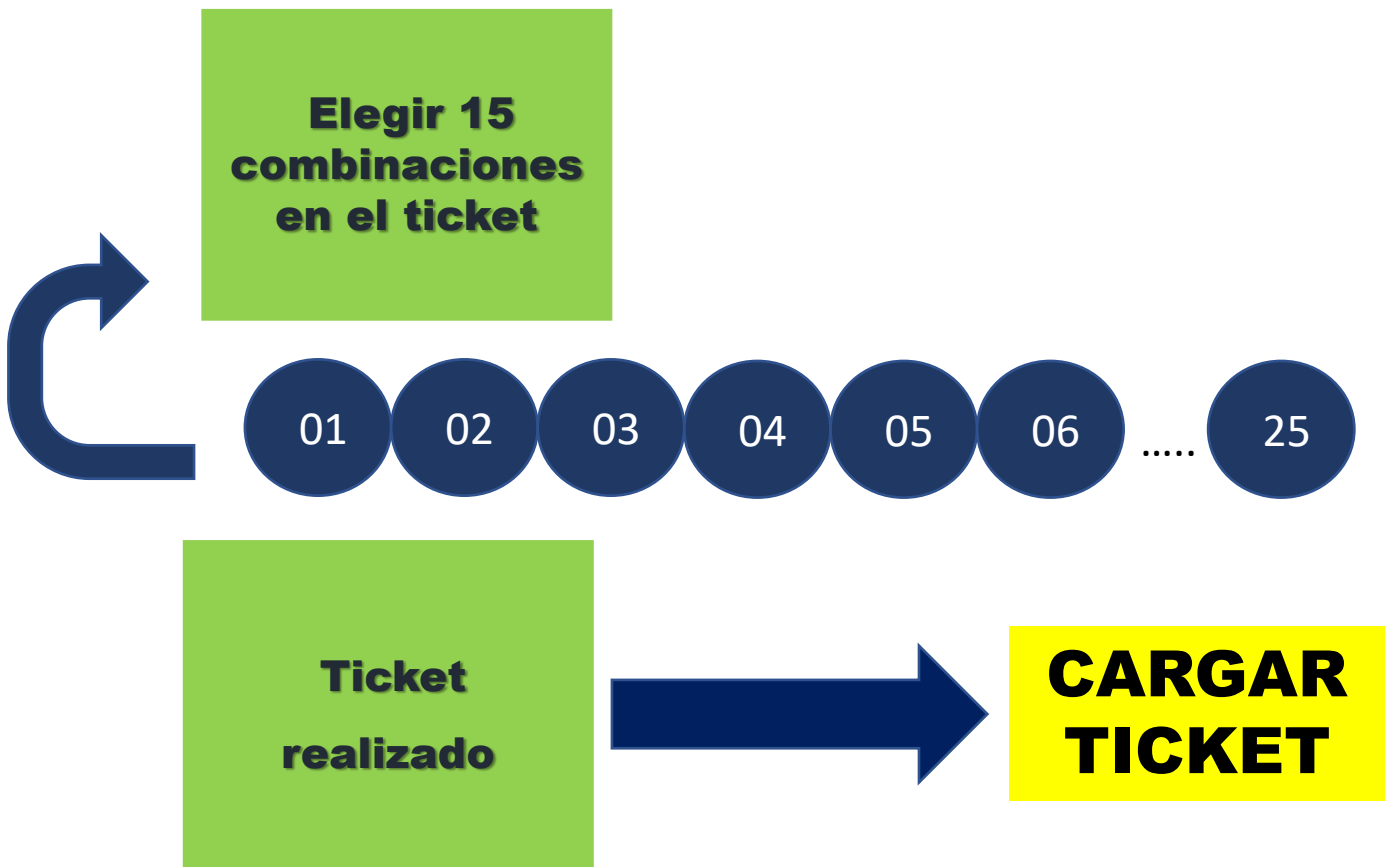 Elegir 15
combinaciones
en el ticket
01 02 03 04 05 06 ..... 25
Ticket
realizado
CARGAR
TICKET